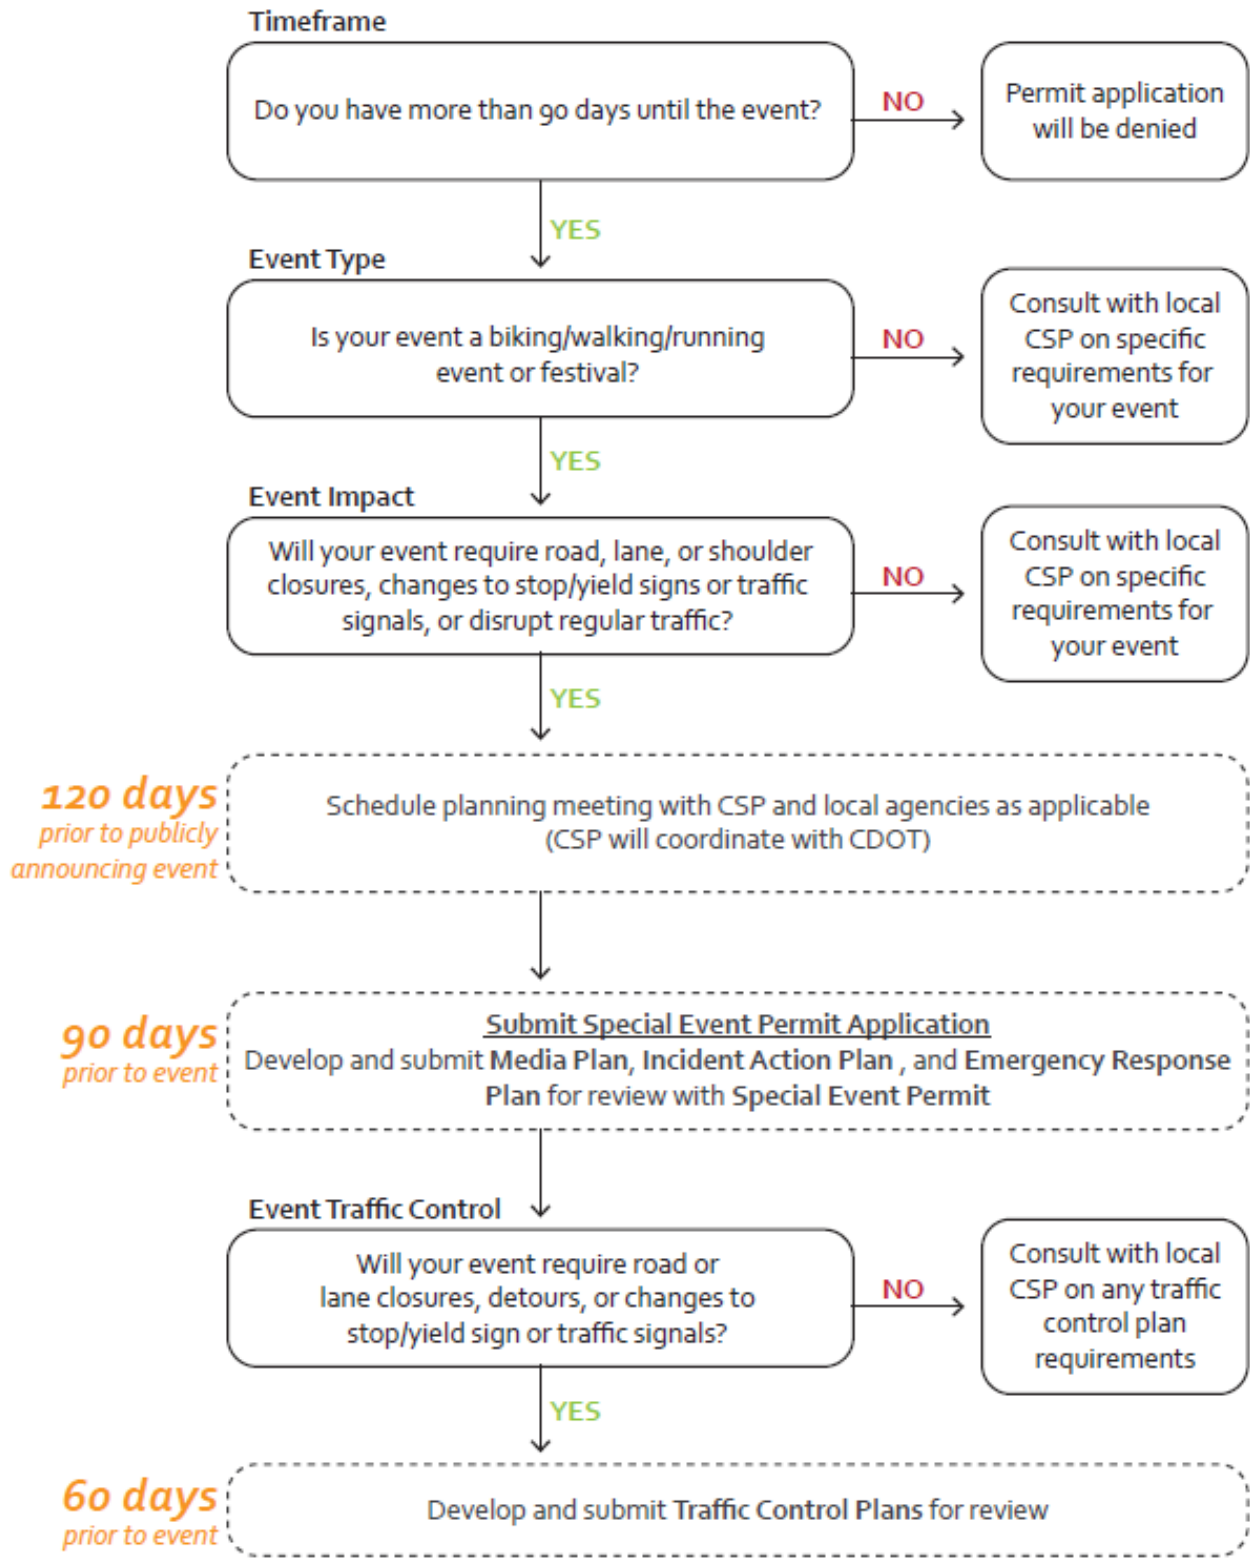 Timeframe
Do you have more than 90 days until the event?
NO
Permit application
will be denied
YES
Event Type
Is your event a biking/walking/running
event or festival?
NO
Consult with local
CSP on specific
requirements for
your event
YES
Event Impact
Will your event require road, lane, or shoulder
closures, changes to stop/yield signs or traffic
signals, or disrupt regular traffic?
NO
Consult with local
CSP on specific
requirements for
your event
YES
120 days
prior to publicly
announcing event
Schedule planning meeting with CSP and local agencies as applicable
(CSP will coordinate with CDOT)
90 days
prior to event
Submit Special Event Permit Application
Develop and submit Media Plan, Incident Action Plan , and Emergency Response
Plan for review with Special Event Permit
Event Traffic Control
Will your event require road or
lane closures, detours, or changes to
stop/yield sign or traffic signals?
NO
Consult with local
CSP on any traffic
control plan
requirements
YES
60 days
prior to event
Develop and submit Traffic Control Plans for review